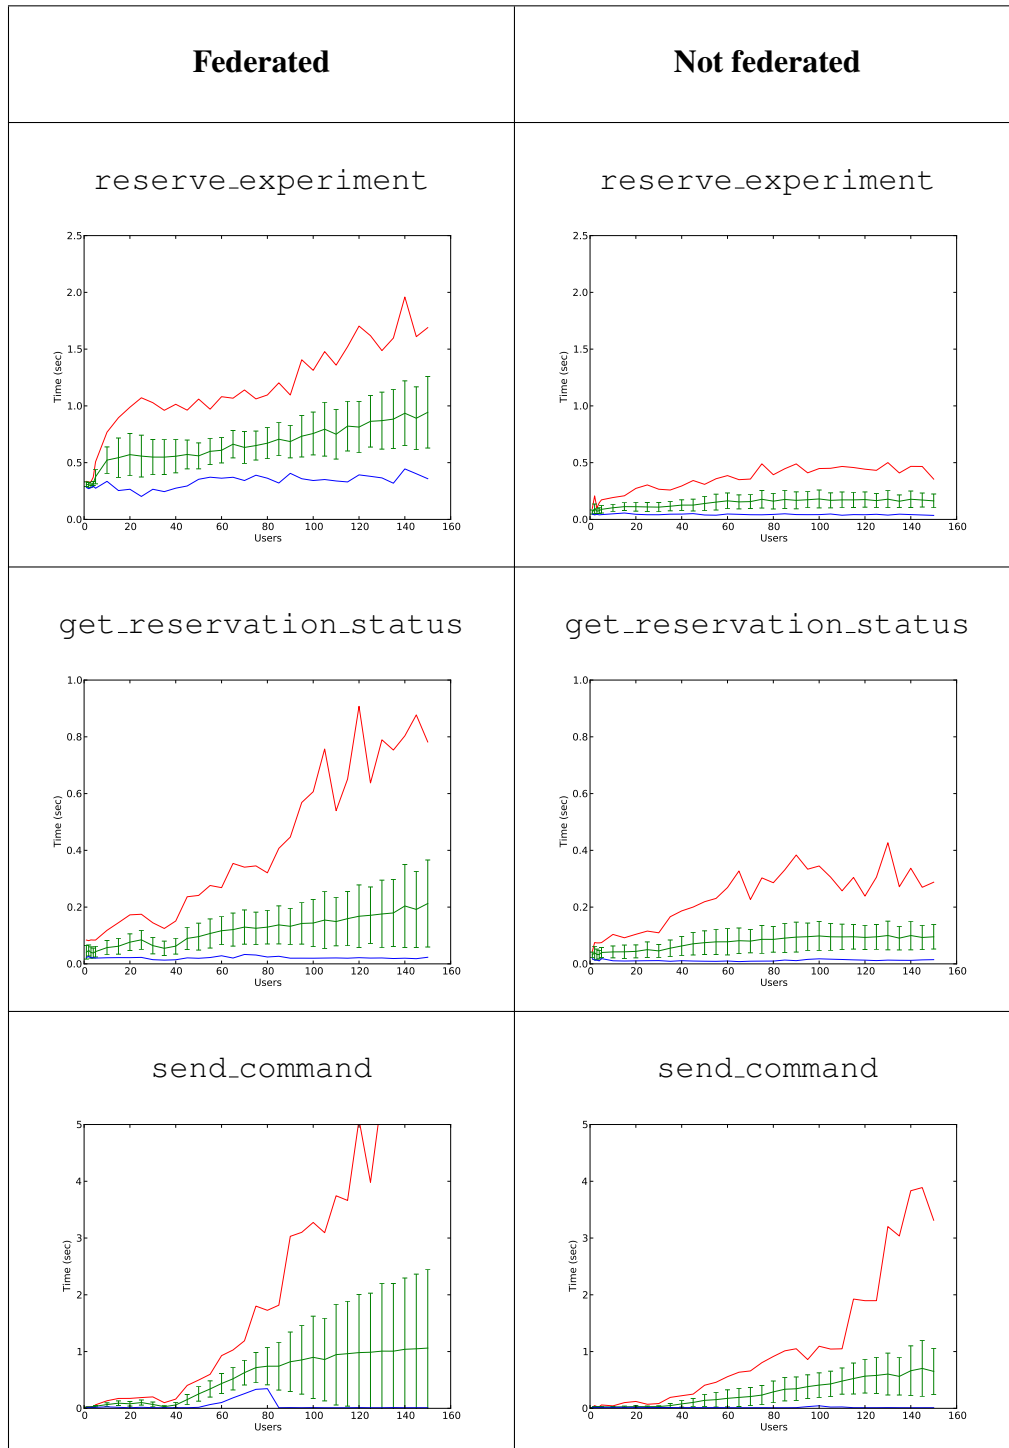 Federated
Not federated
reserve_experiment
reserve_experiment
2.5
2.0
1.5
1.0
0.5
0.0
Time (sec)
0 20 40 60 80 100 120 140 160
Users
2.5
2.0
1.5
1.0
0.5
0.0
Time (sec)
0 20 40 60 80 100 120 140 160
Users
get_reservation_status
get_reservation_status
1.0
0.8
0.6
0.4
0.2
0.0
Time (sec)
0 20 40 60 80 100 120 140 160
Users
1.0
0.8
0.6
0.4
0.2
0.0
Time (sec)
0 20 40 60 80 100 120 140 160
Users
send_command
send_command
5
4
3
2
1
0
Time (sec)
0 20 40 60 80 100 120 140 160
Users
5
4
3
2
1
0
Time (sec)
0 20 40 60 80 100 120 140 160
Users